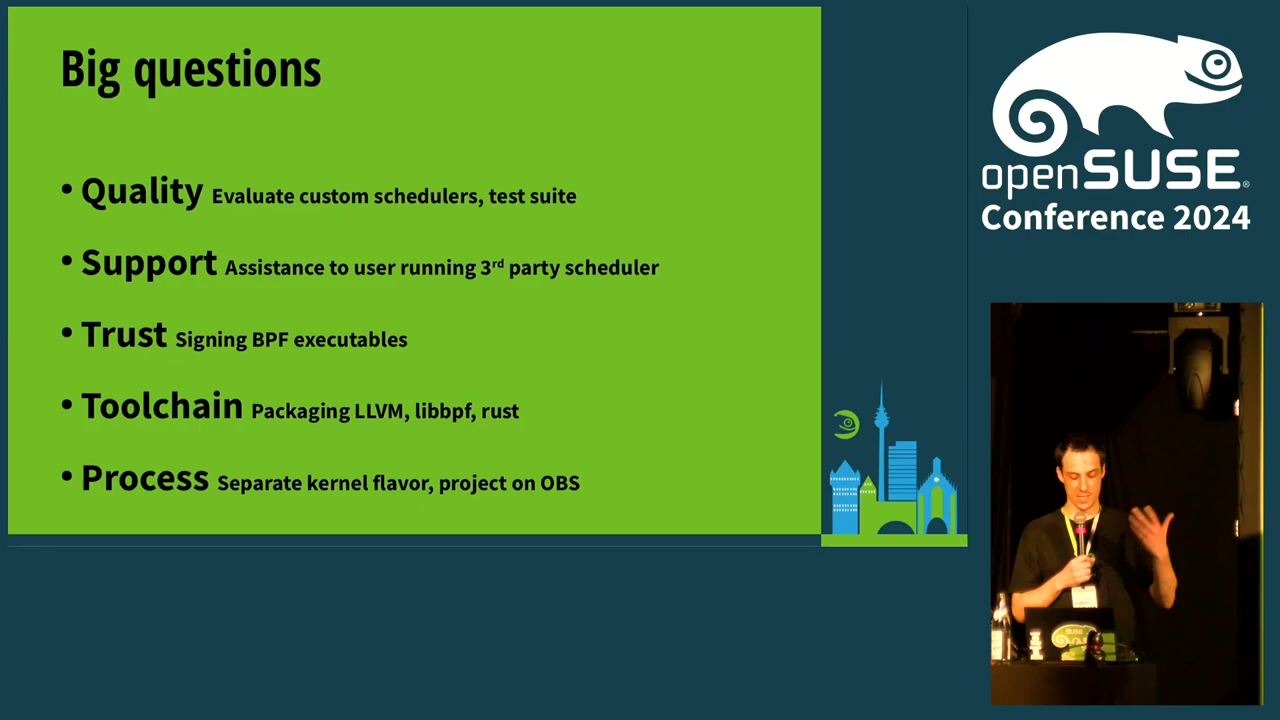 Big questions
• Quality Evaluate custom schedulers, test suite
• Support Assistance to user running 3rd party scheduler
• Trust Signing BPF executables
• Toolchain Packaging LLVM, libbpf, rust
• Process Separate kernel flavor, project on OBS
openSUSE®
Conference 2024
SUSE